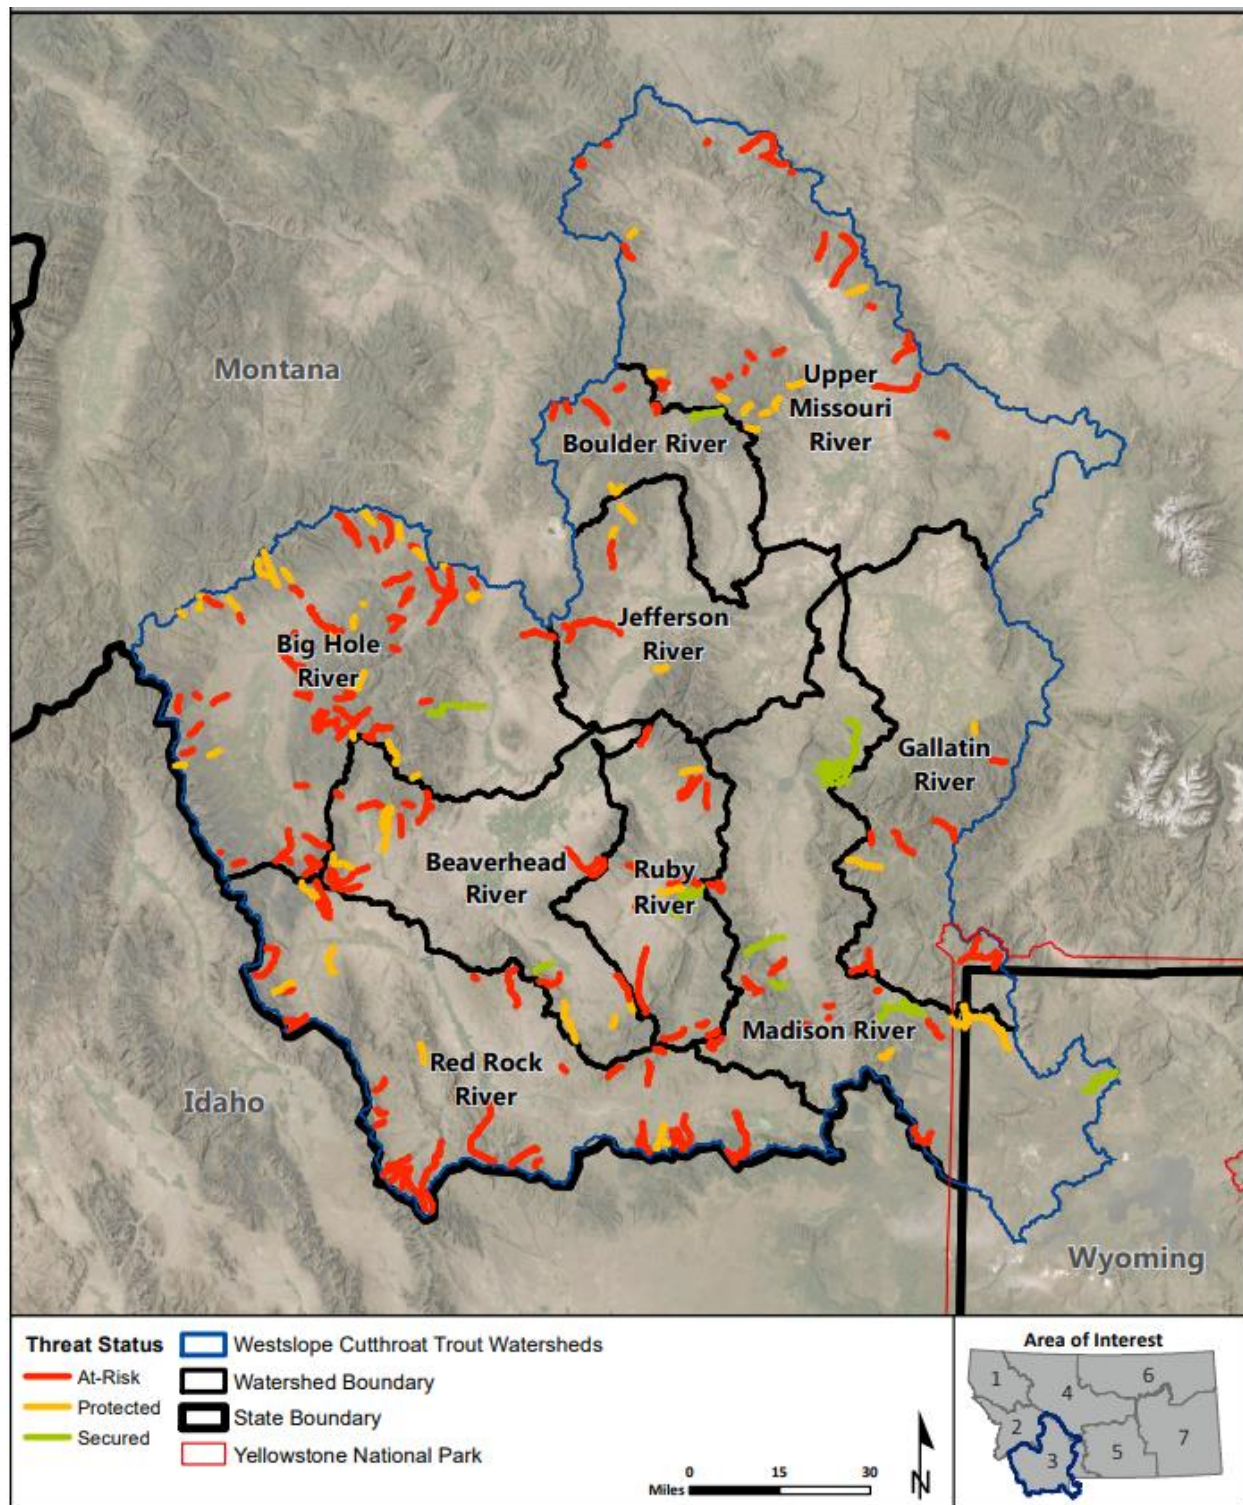 Montana
Upper
Missouri
River
Boulder River
Jefferson
River
Big Hole
River
Gallatin
River
Beaverhead
River
Ruby
River
Madison River
Red Rock
River
Idaho
Wyoming
Threat Status
At-Risk
Protected
Secured
Westslope Cutthroat Trout Watersheds
Watershed Boundary
State Boundary
Yellowstone National Park
0 15 30
Miles
N
Area of Interest
1
2
3
4
5
6
7